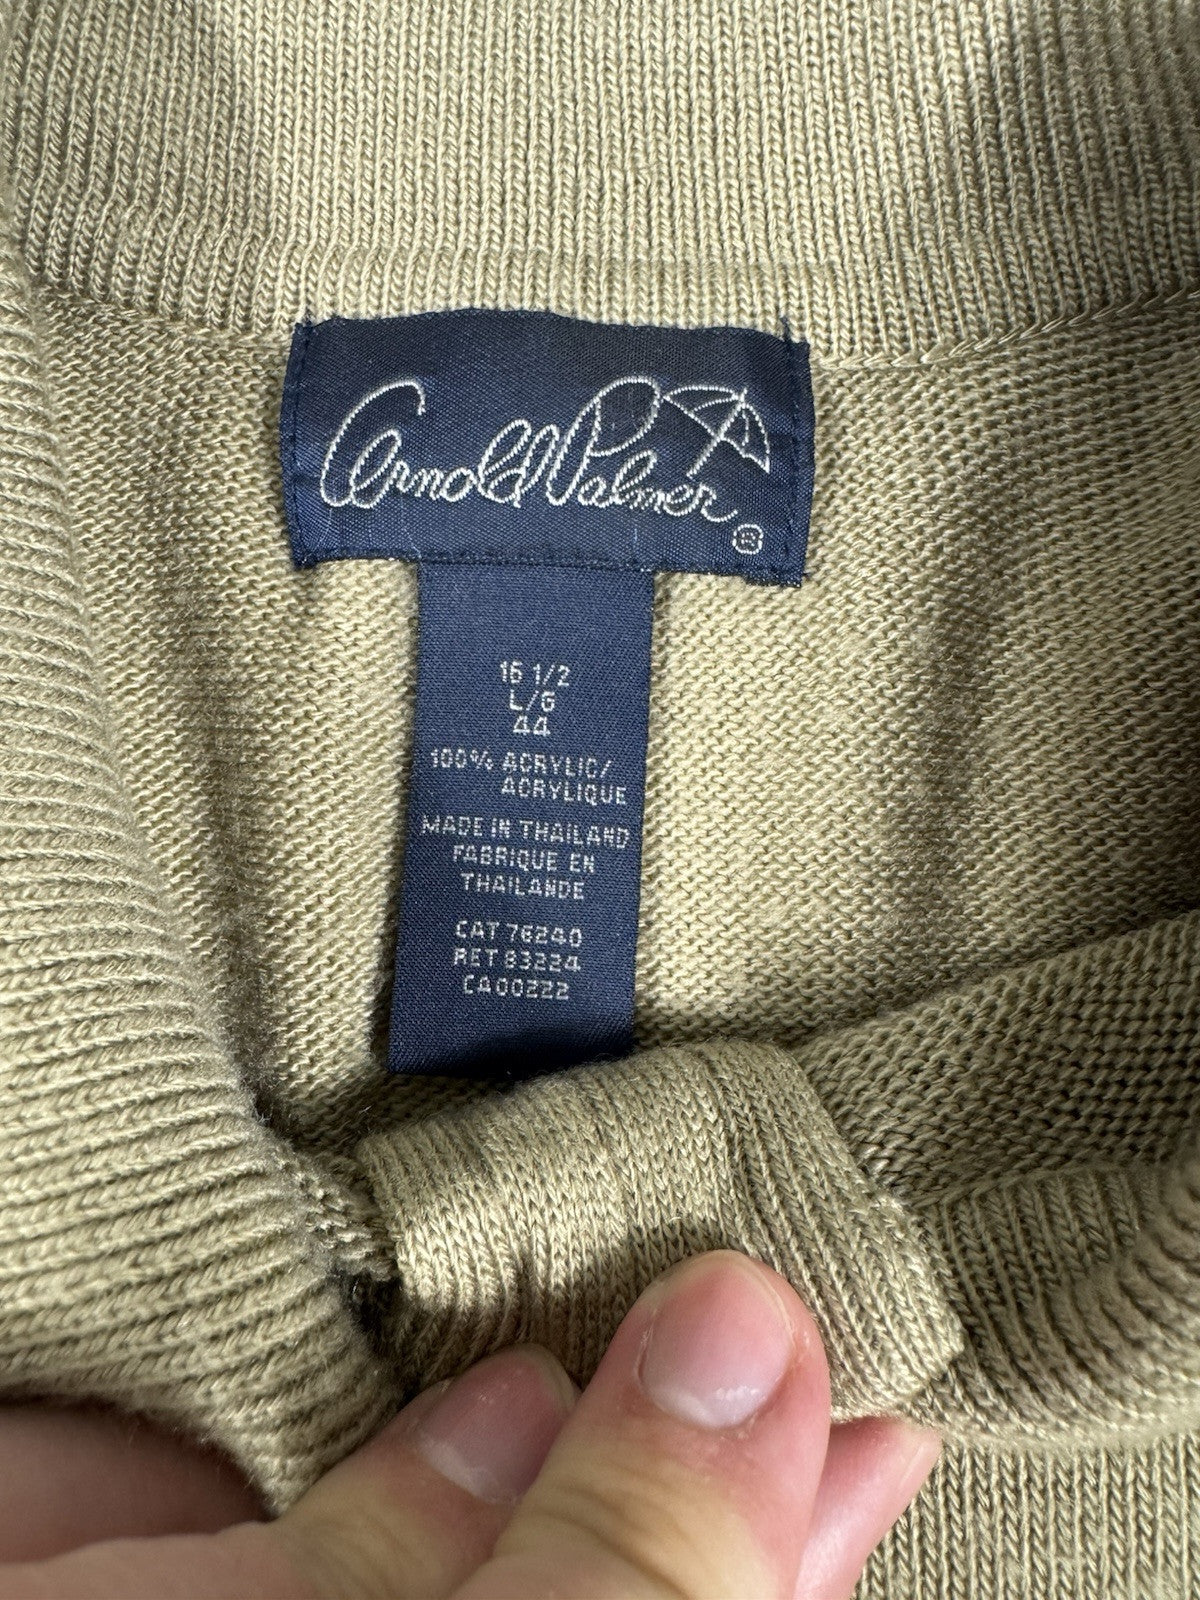 Arnold Palmer ®
16 1/2
L/G
44
100% ACRYLIC/
ACRYLIQUE
MADE IN THAILAND
FABRIQUE EN
THAILANDE
CAT 76240
RET 83224
CA00222